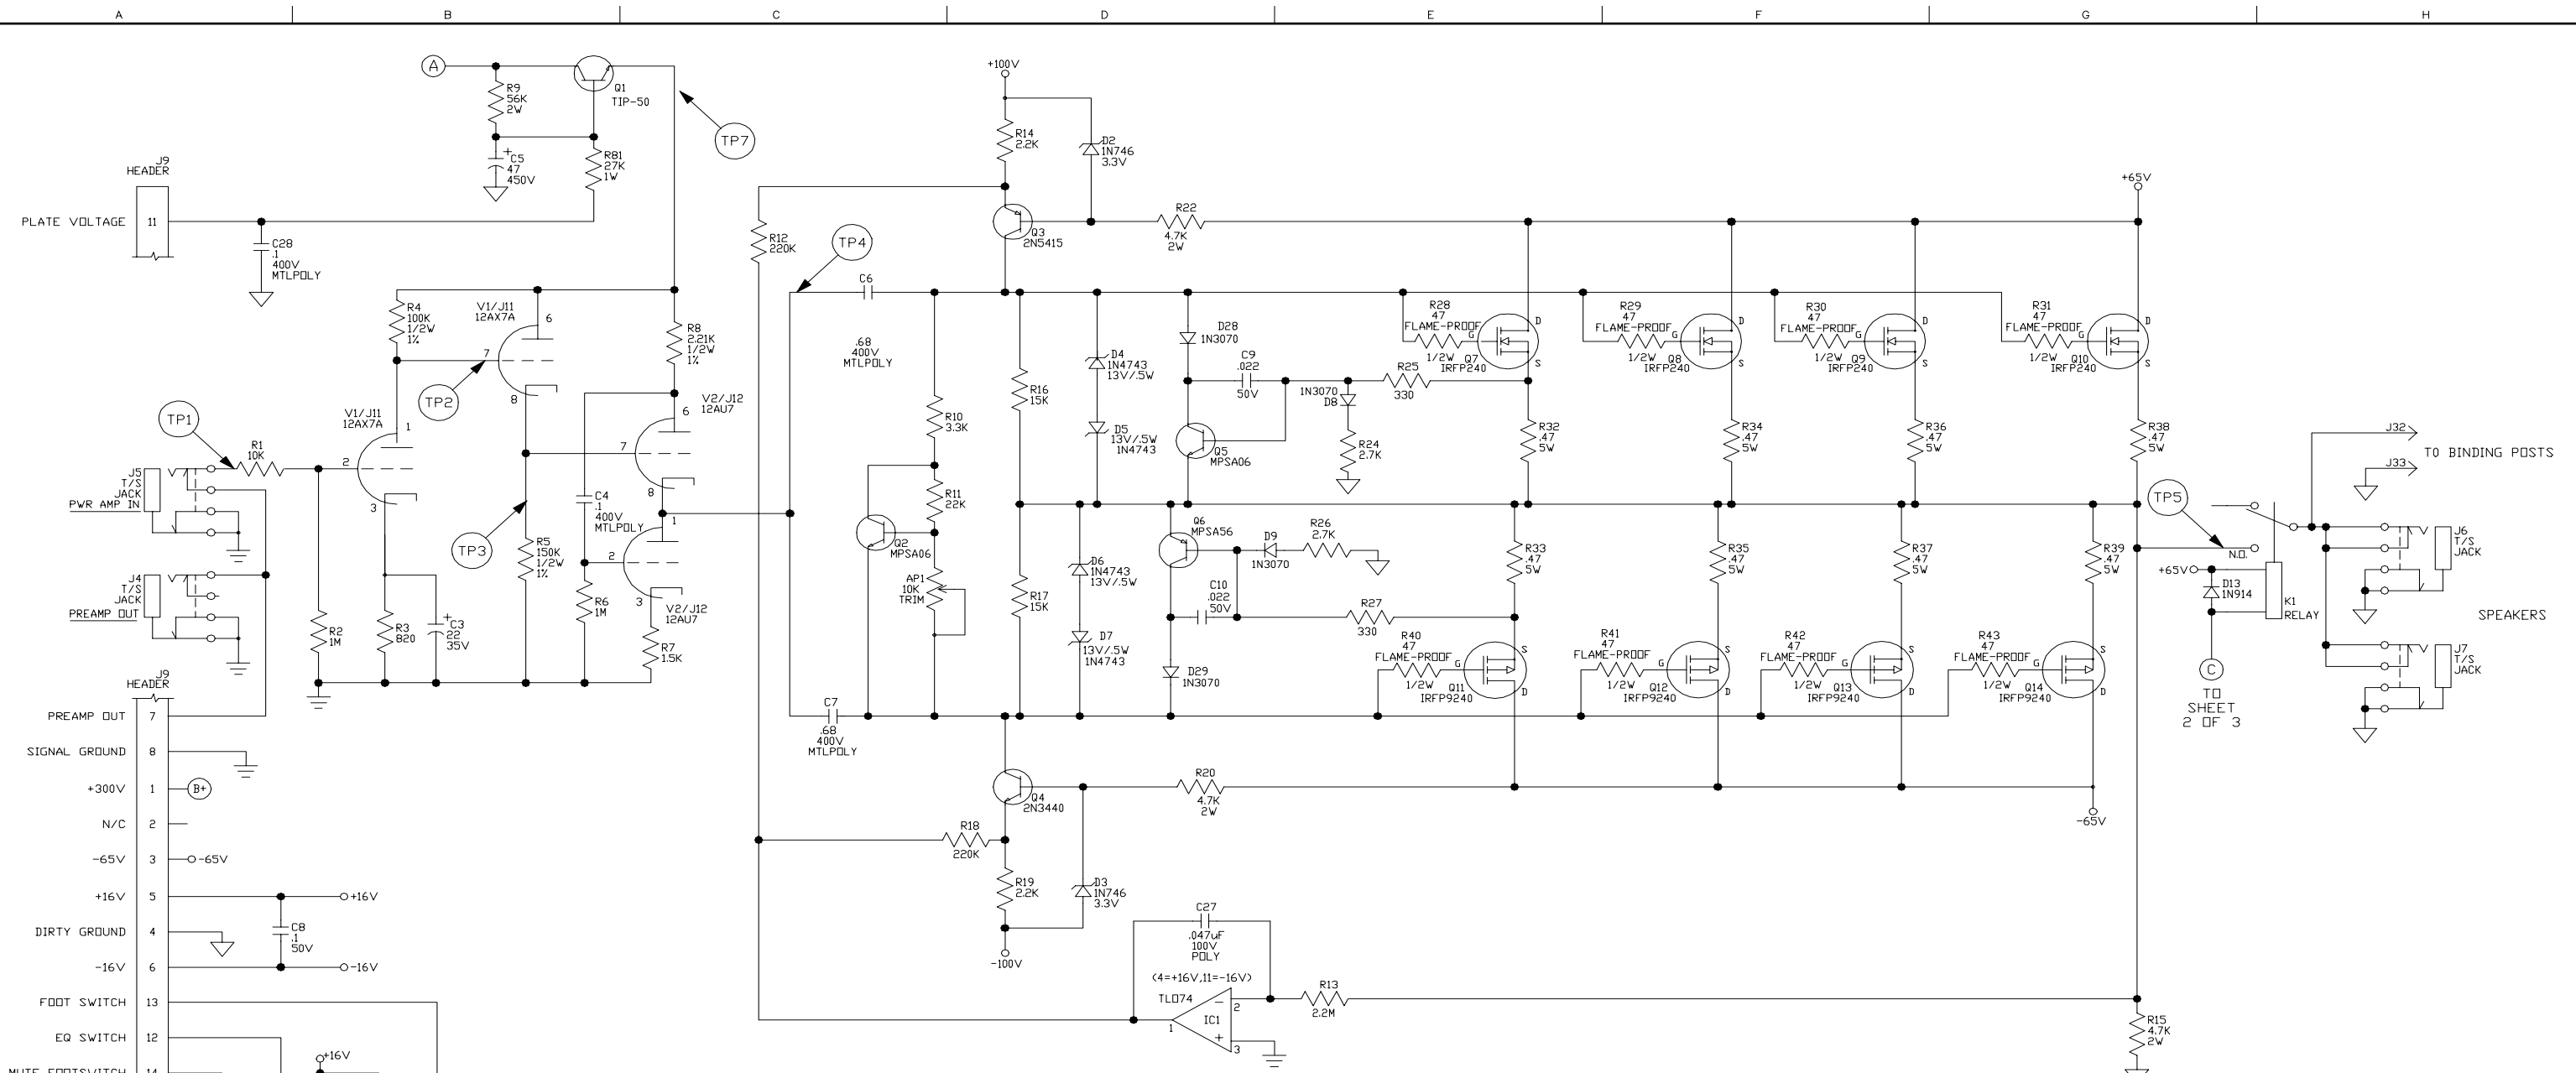 A B C D E F G H
A
R9
56K
2W
Q1
TIP-50
TP7
+
C5
47
450V
R81
27K
1W
J9
HEADER
PLATE VOLTAGE 11
C28
.1
400V
MTLPOLY
+100V
R14
2.2K
D2
1N746
3.3V
Q3
2N5415
R22
4.7K
2W
+65V
R12
220K
TP4
C6
.68
400V
MTLPOLY
R4
100K
1/2W
1%
V1/J11
12AX7A
6
7
8
TP2
R8
2.21K
1/2W
1%
V2/J12
12AU7
6
7
8
TP1
R1
10K
V1/J11
12AX7A
1
2
3
J5
T/S
JACK
PWR AMP IN
J4
T/S
JACK
PREAMP OUT
TP3
R5
150K
1/2W
1%
C4
.1
400V
MTLPOLY
1
2
3
V2/J12
12AU7
R6
1M
R7
1.5K
R2
1M
R3
820
+
C3
22
35V
R10
3.3K
R11
22K
Q2
MPSA06
AP1
10K
TRIM
R16
15K
R17
15K
D4
1N4743
13V/.5W
D5
13V/.5W
1N4743
D6
1N4743
13V/.5W
D7
13V/.5W
1N4743
D28
1N3070
C9
.022
50V
Q5
MPSA06
1N3070
D8
R25
330
R24
2.7K
Q6
MPSA56
D9
1N3070
R26
2.7K
C10
.022
50V
R27
330
D29
1N3070
R28
47
FLAME-PROOF
1/2W
G
D
S
Q7
IRFP240
R29
47
FLAME-PROOF
1/2W
G
D
S
Q8
IRFP240
R30
47
FLAME-PROOF
1/2W
G
D
S
Q9
IRFP240
R31
47
FLAME-PROOF
1/2W
G
D
S
Q10
IRFP240
R32
.47
5W
R34
.47
5W
R36
.47
5W
R38
.47
5W
R33
.47
5W
R35
.47
5W
R37
.47
5W
R39
.47
5W
R40
47
FLAME-PROOF
1/2W
G
S
D
Q11
IRFP9240
R41
47
FLAME-PROOF
1/2W
G
S
D
Q12
IRFP9240
R42
47
FLAME-PROOF
1/2W
G
S
D
Q13
IRFP9240
R43
47
FLAME-PROOF
1/2W
G
S
D
Q14
IRFP9240
J32
J33
TO BINDING POSTS
TP5
N.O.
+65V
D13
1N914
K1
RELAY
C
TO
SHEET
2 OF 3
J6
T/S
JACK
SPEAKERS
J7
T/S
JACK
C7
.68
400V
MTLPOLY
Q4
2N3440
R20
4.7K
2W
-65V
R18
220K
R19
2.2K
D3
1N746
3.3V
-100V
C27
.047uF
100V
POLY
(4=+16V,11=-16V)
TL074
IC1
-
+
1
2
3
R13
2.2M
R15
4.7K
2W
J9
HEADER
PREAMP OUT 7
SIGNAL GROUND 8
+300V 1 B+
N/C 2
-65V 3 -65V
+16V 5 +16V
C8
.1
50V
DIRTY GROUND 4
-16V 6 -16V
FOOT SWITCH 13
EQ SWITCH 12
+16V
MUTE FOOTSWITCH 14